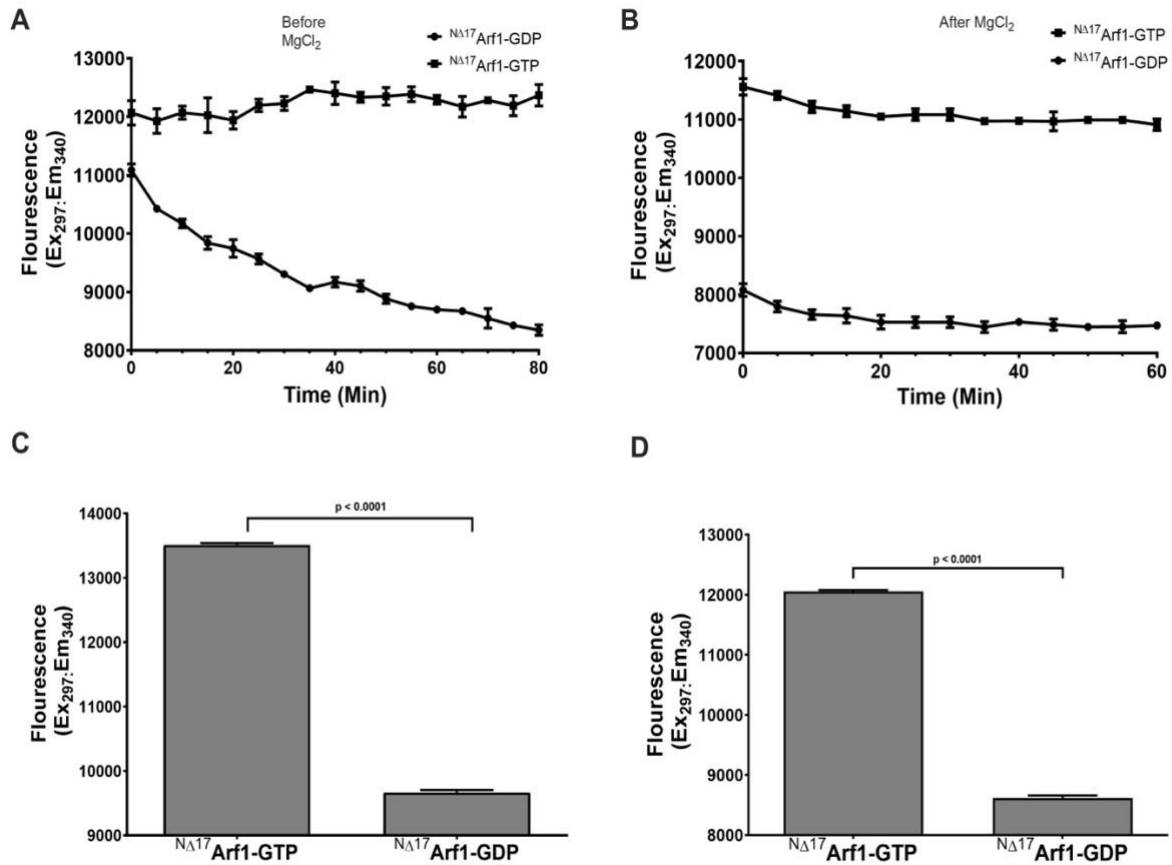 A
Before
MgCl2
NΔ17Arf1-GDP
NΔ17Arf1-GTP
13000
12000
11000
10000
9000
8000
Flourescence
(Ex297:Em340)
0 20 40 60 80
Time (Min)
B
After MgCl2
NΔ17Arf1-GTP
NΔ17Arf1-GDP
12000
11000
10000
9000
8000
7000
Flourescence
(Ex297:Em340)
0 20 40 60
Time (Min)
C
p < 0.0001
14000
13000
12000
11000
10000
9000
Flourescence
(Ex297:Em340)
NΔ17Arf1-GTP NΔ17Arf1-GDP
D
p < 0.0001
13000
12000
11000
10000
9000
8000
Flourescence
(Ex297:Em340)
NΔ17Arf1-GTP NΔ17Arf1-GDP